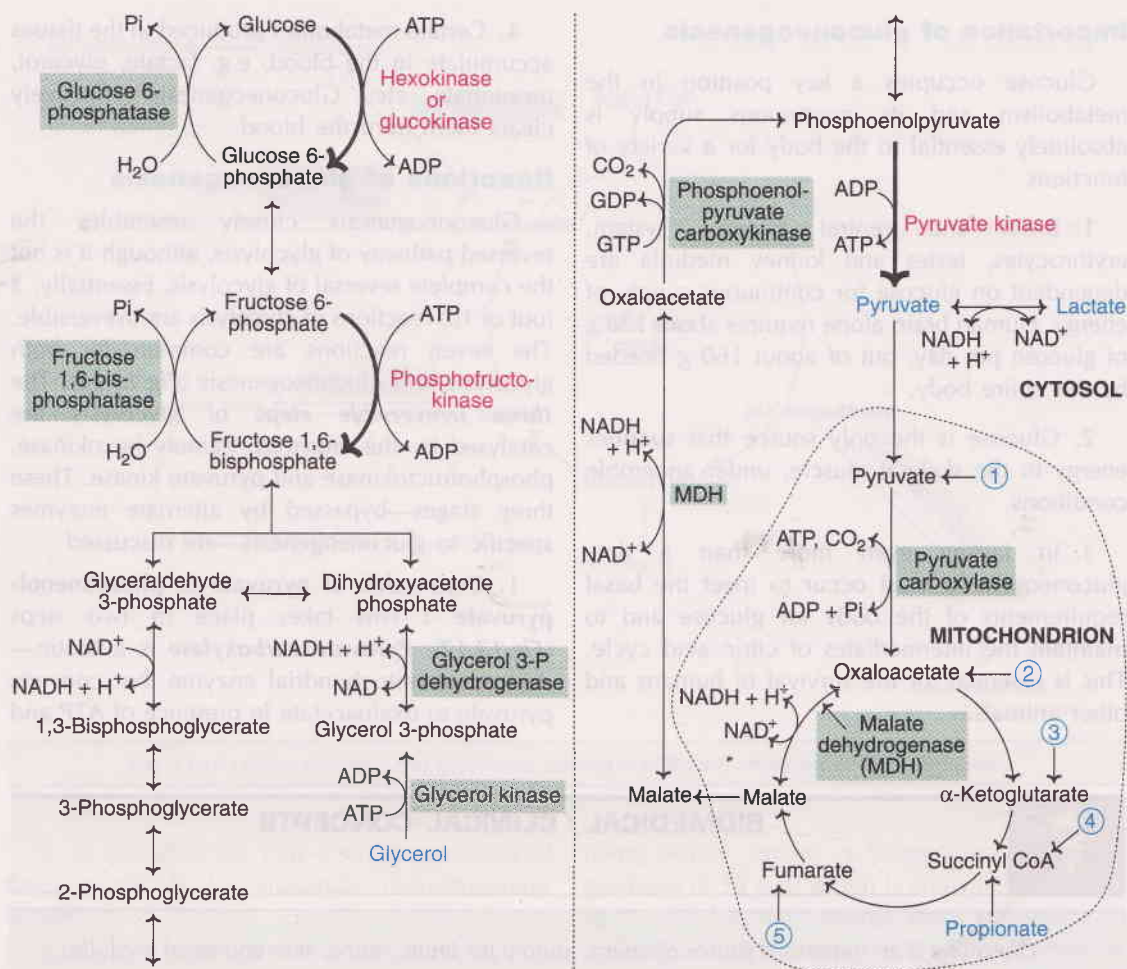 Pi
Glucose
ATP
Glucose 6-
phosphatase
Hexokinase
or
glucokinase
H2O
Glucose 6-
phosphate
ADP
Pi
Fructose 6-
phosphate
ATP
Fructose
1,6-bis-
phosphatase
Phosphofructo-
kinase
H2O
Fructose 1,6-
bisphosphate
ADP
Glyceraldehyde
3-phosphate
Dihydroxyacetone
phosphate
NAD+
NADH + H+
NADH + H+
NAD+
Glycerol 3-P
dehydrogenase
1,3-Bisphosphoglycerate
Glycerol 3-phosphate
ADP
ATP
Glycerol kinase
3-Phosphoglycerate
Glycerol
2-Phosphoglycerate
Phosphoenolpyruvate
CO2
GDP
GTP
Phosphoenol-
pyruvate
carboxykinase
ADP
ATP
Pyruvate kinase
Oxaloacetate
Pyruvate
Lactate
NADH
+ H+
NAD+
CYTOSOL
NADH
+ H+
MDH
NAD+
Pyruvate
①
ATP, CO2
Pyruvate
carboxylase
ADP + Pi
MITOCHONDRION
Oxaloacetate
②
NADH + H+
NAD+
Malate
dehydrogenase
(MDH)
③
Malate
Malate
α-Ketoglutarate
④
Succinyl CoA
Fumarate
⑤
Propionate